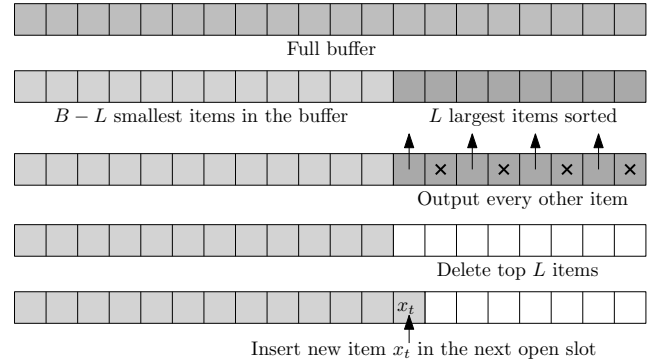 Full buffer
B − L smallest items in the buffer
L largest items sorted
Output every other item
Delete top L items
x_t
Insert new item x_t in the next open slot